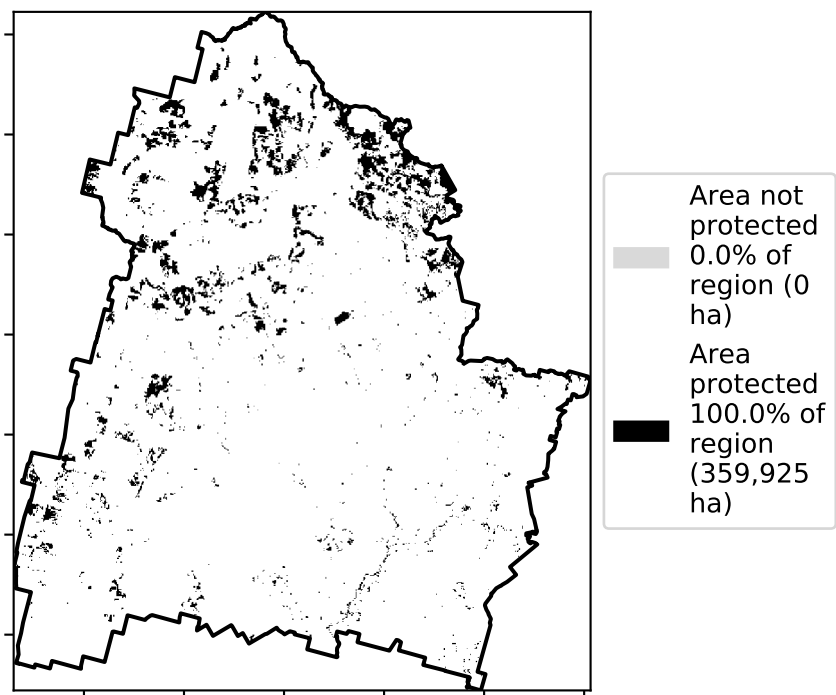 Area not
protected
0.0% of
region (0
ha)
Area
protected
100.0% of
region
(359,925
ha)